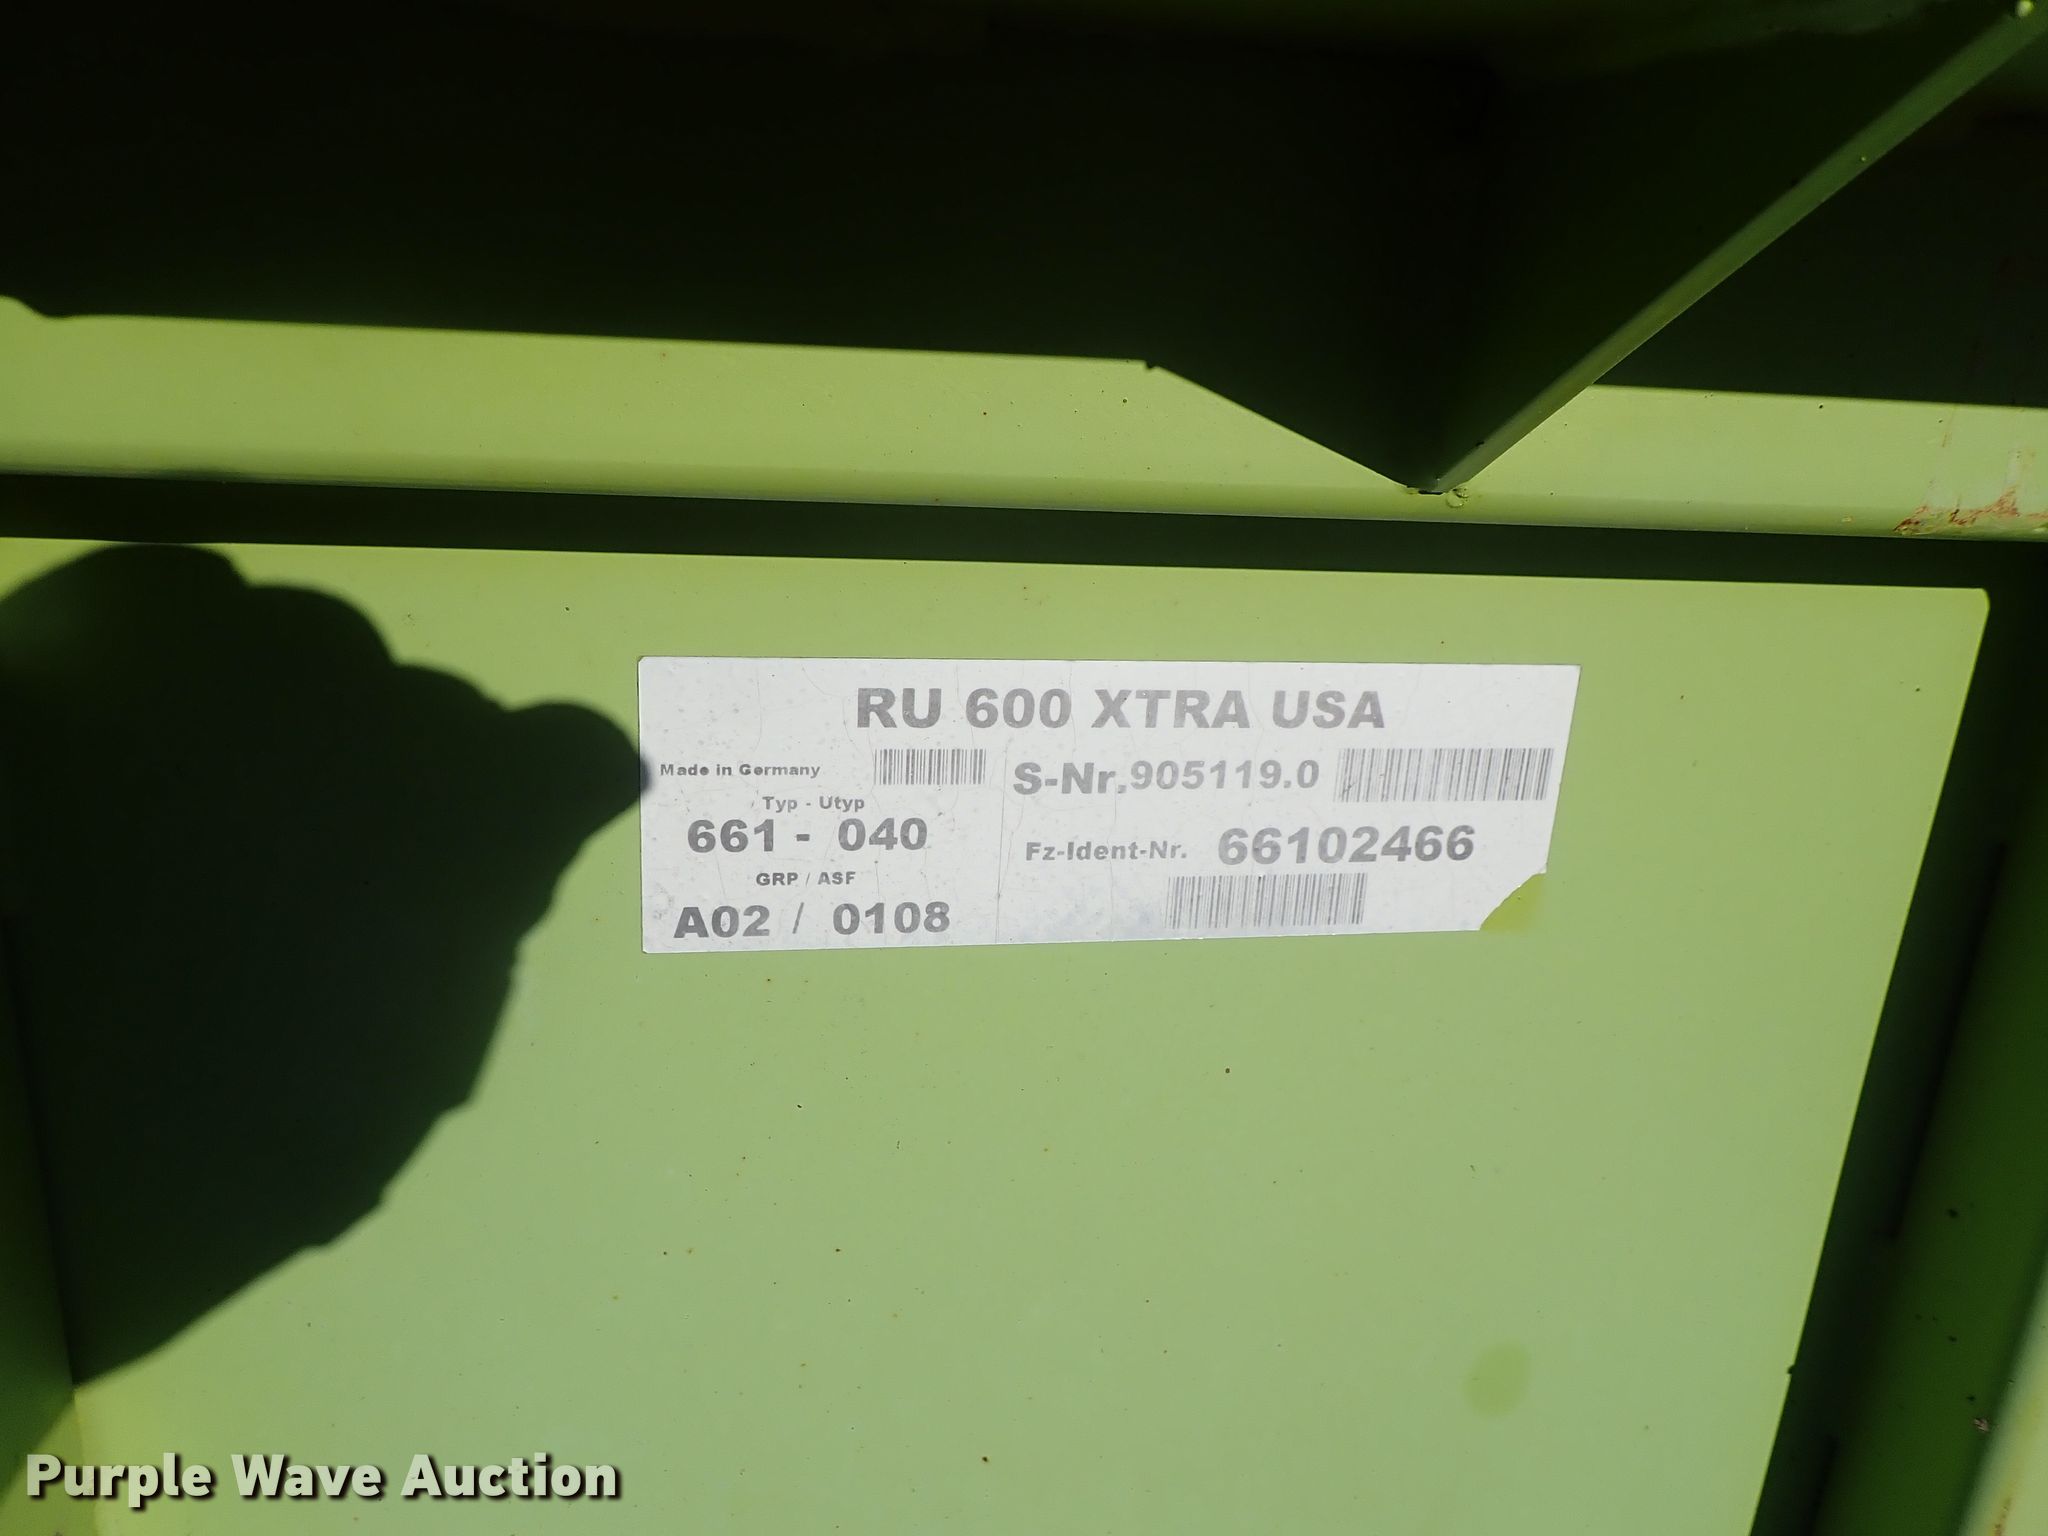 RU 600 XTRA USA
Made in Germany
S-Nr.905119.0
Typ - Utyp
661 - 040
Fz-Ident-Nr. 66102466
GRP / ASF
A02 / 0108
Purple Wave Auction